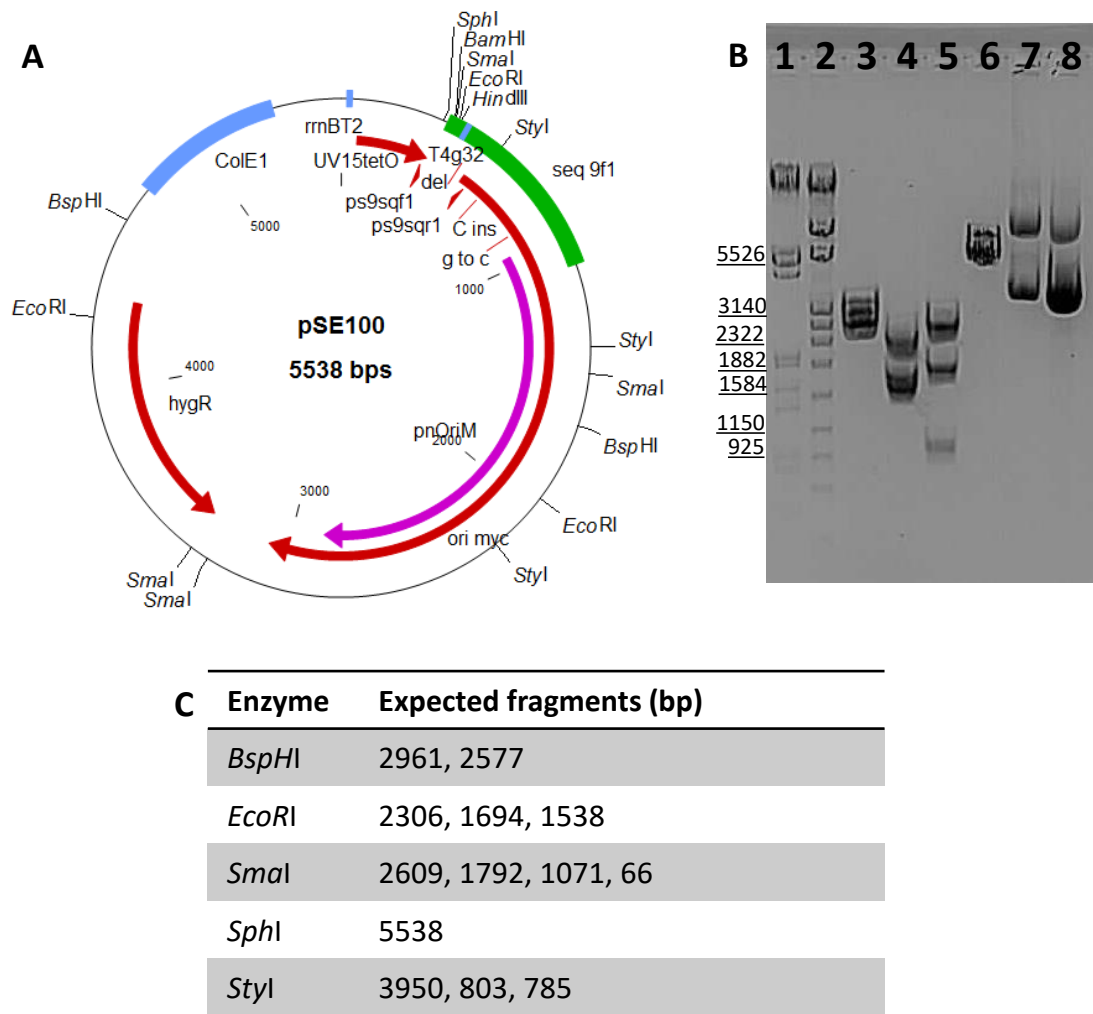 A
SphI
BamHI
SmaI
EcoRI
HindIII
StyI
rrnBT2
T4g32
ColE1
UV15tetO
del
seq 9f1
BspHI
ps9sqf1
5000
ps9sqr1
C ins
g to c
1000
EcoRI
pSE100
5538 bps
StyI
4000
SmaI
hygR
pnOriM
2000
BspHI
3000
EcoRI
ori myc
StyI
SmaI
SmaI
B
1 2 3 4 5 6 7 8
5526
3140
2322
1882
1584
1150
925
C
Enzyme Expected fragments (bp)
BspHI 2961, 2577
EcoRI 2306, 1694, 1538
SmaI 2609, 1792, 1071, 66
SphI 5538
StyI 3950, 803, 785